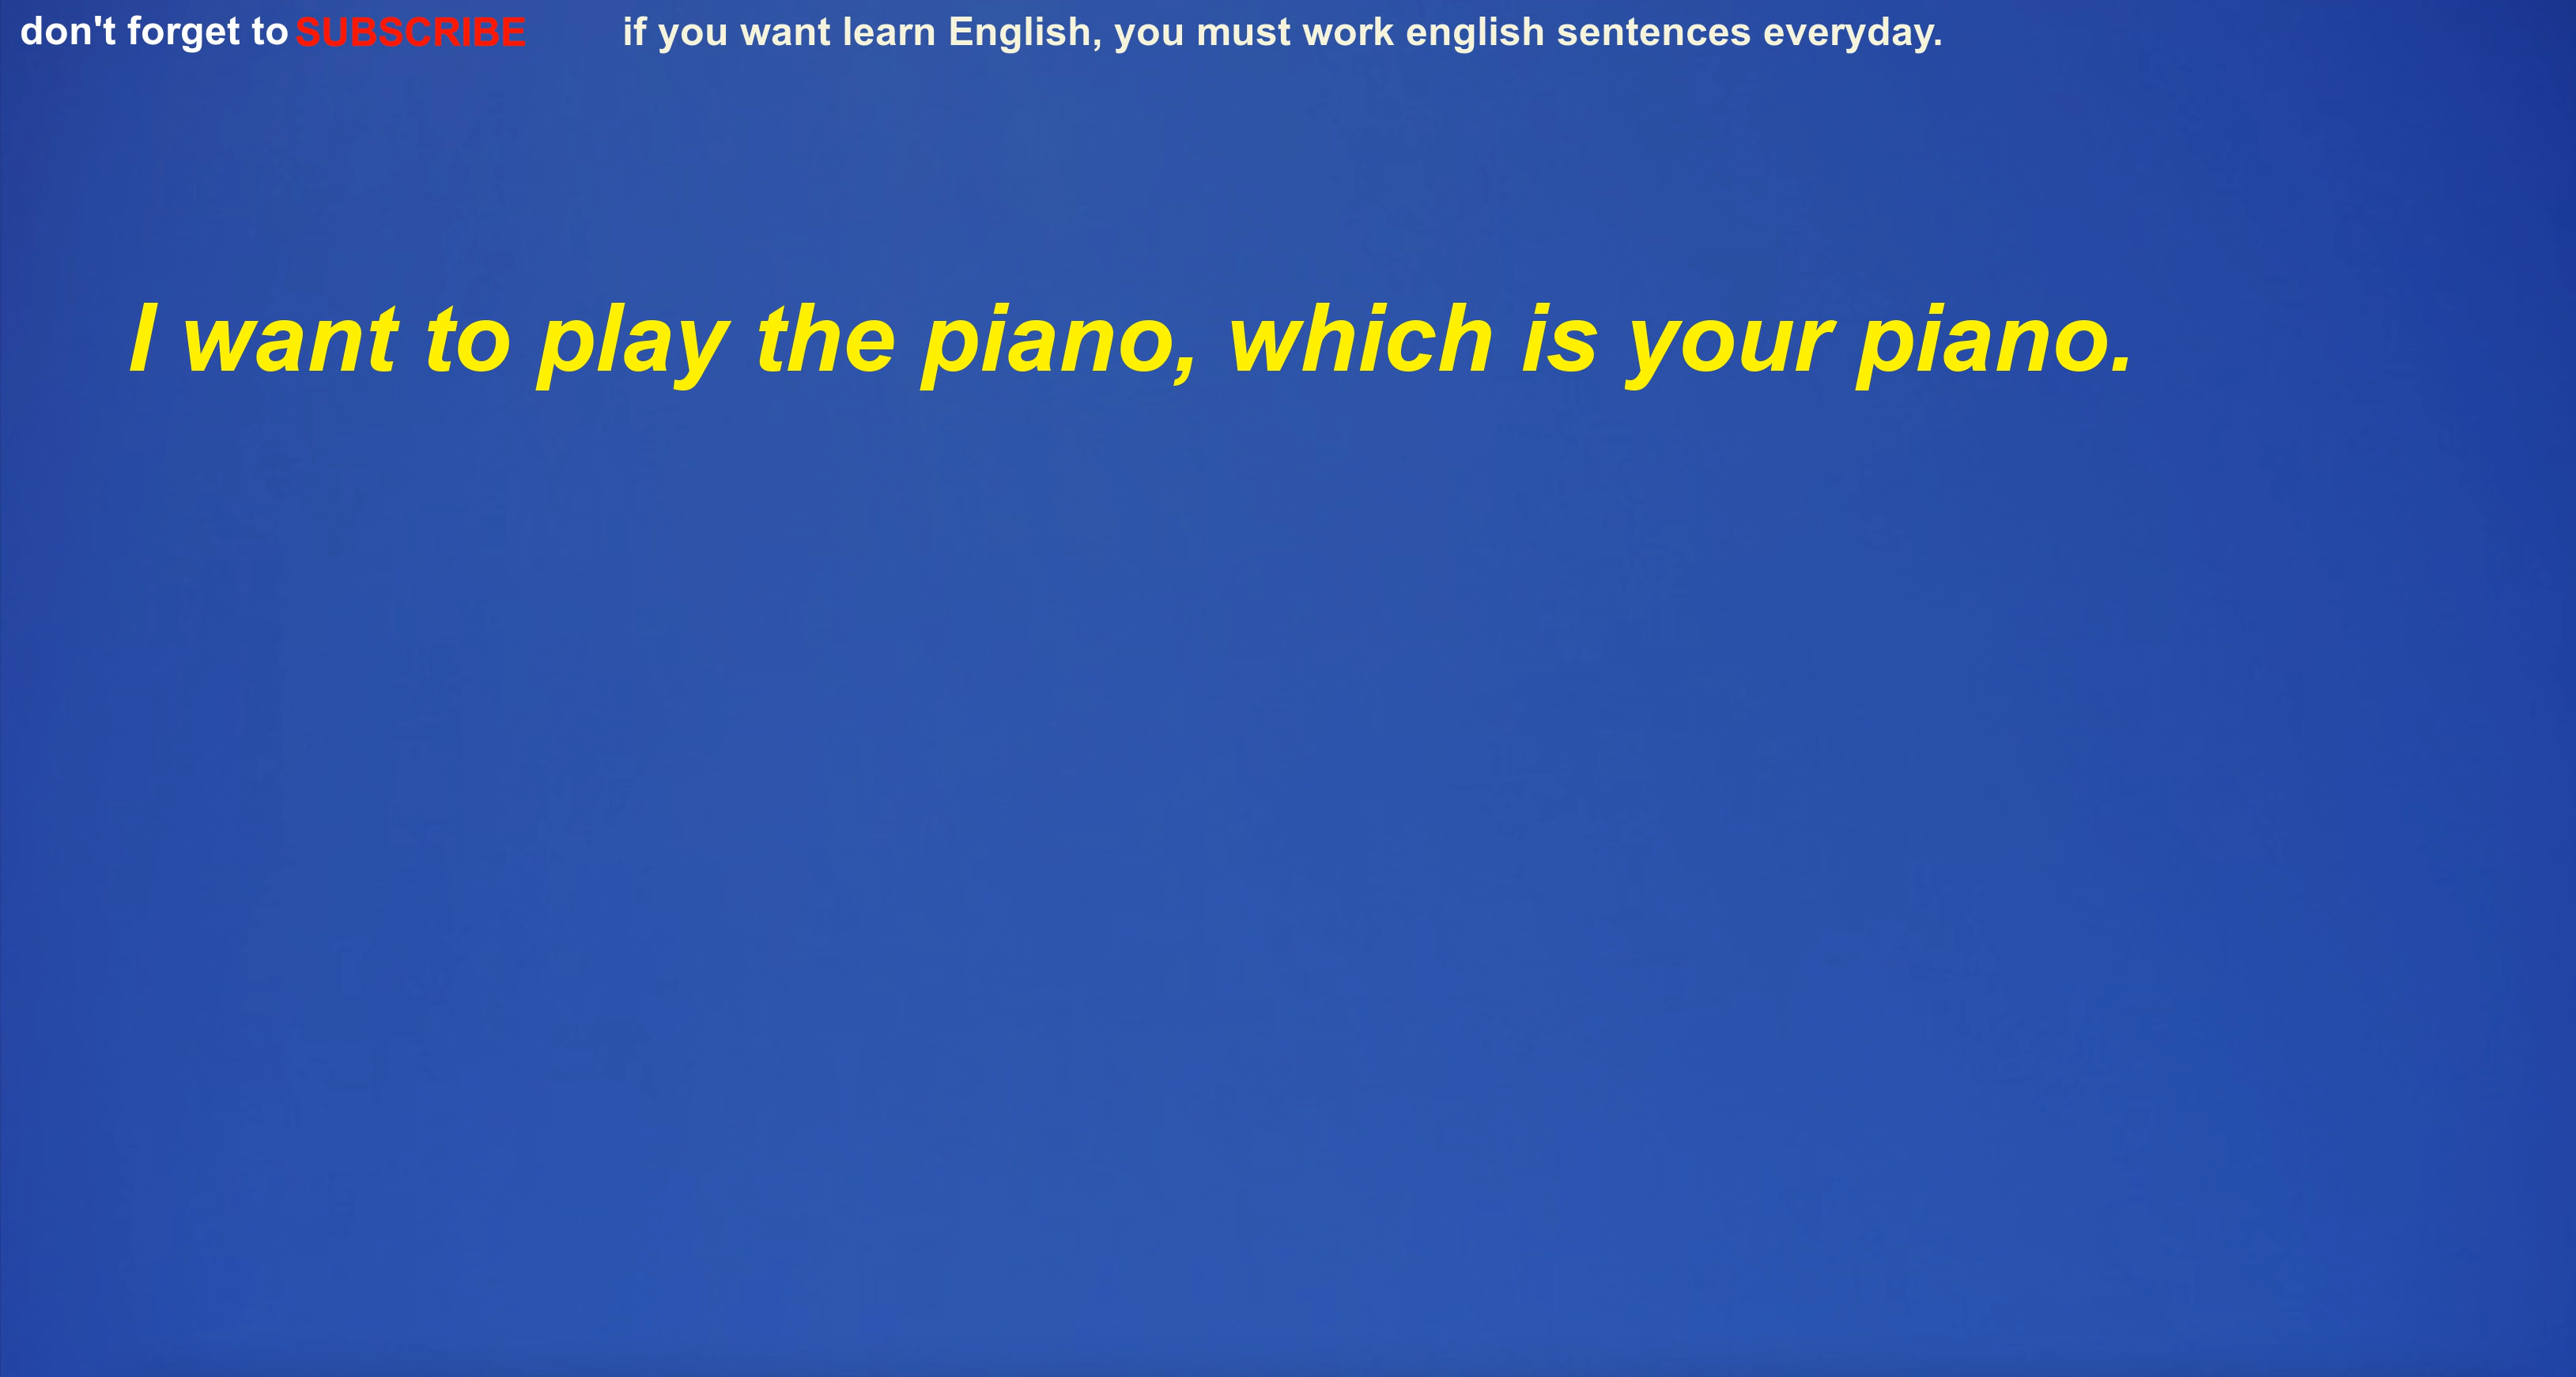 don't forget to SUBSCRIBE if you want learn English, you must work english sentences everyday.
I want to play the piano, which is your piano.